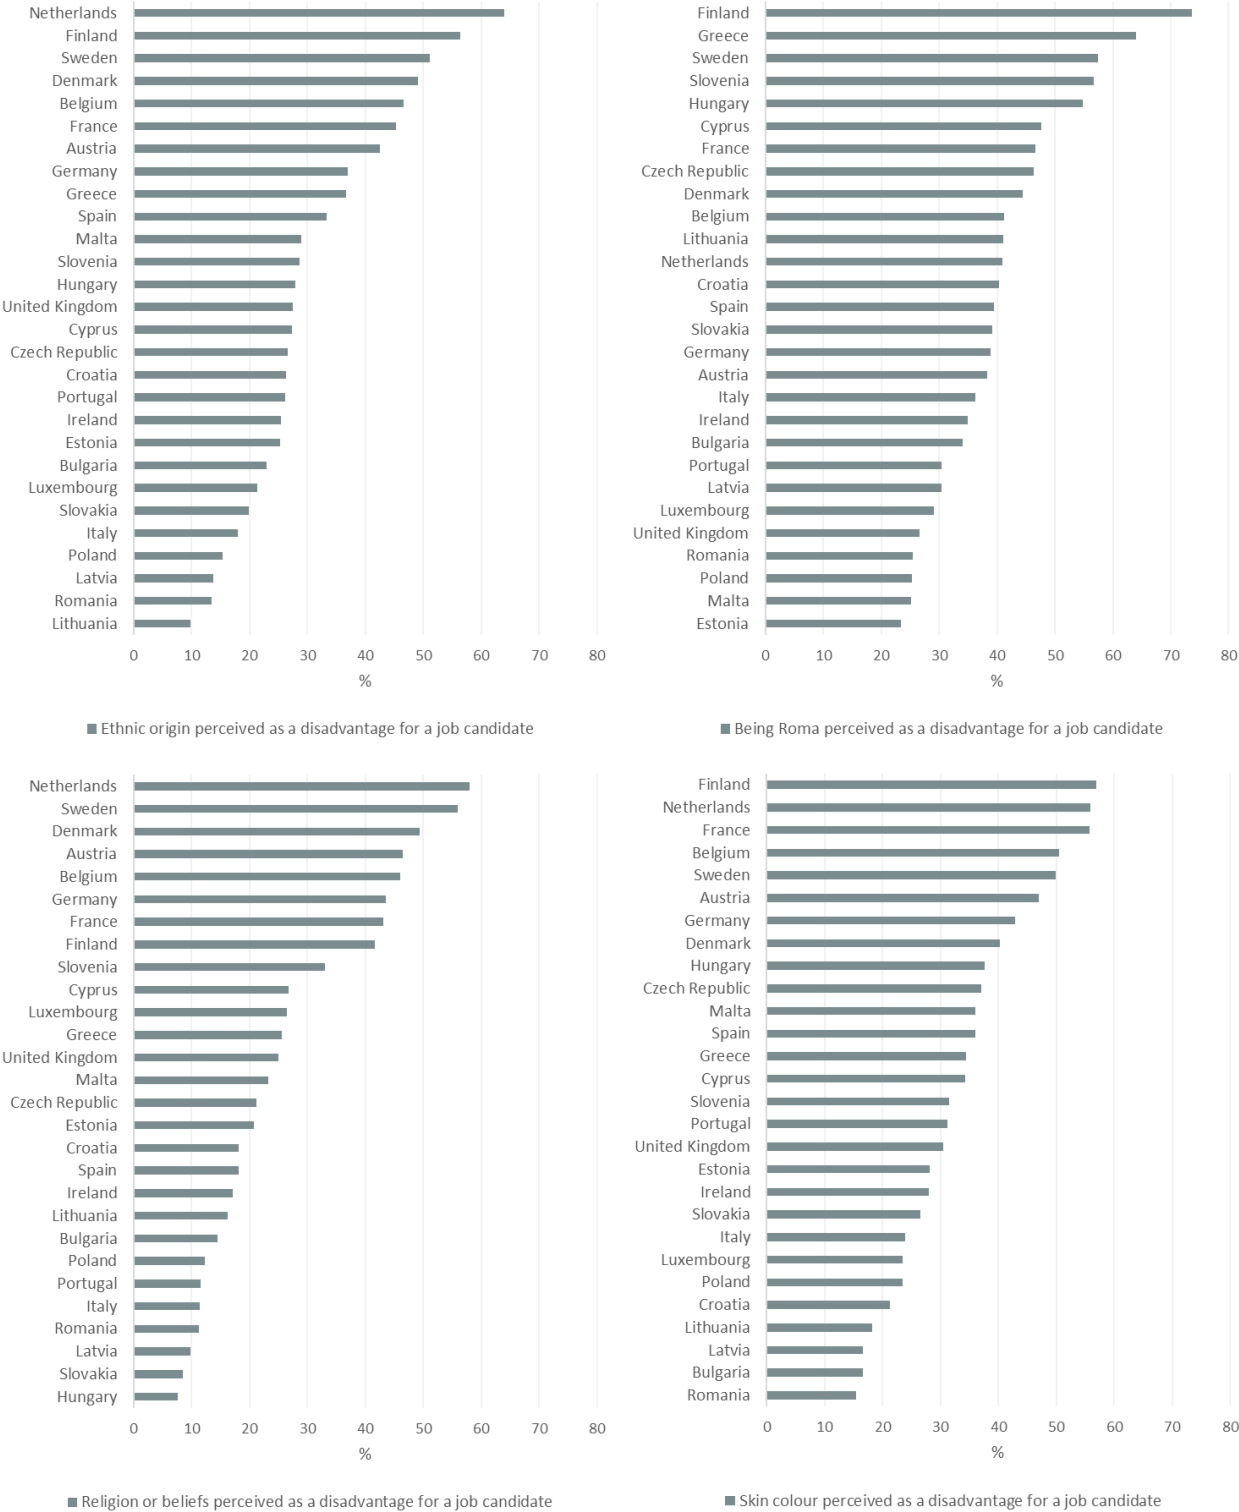 Netherlands
Finland
Sweden
Denmark
Belgium
France
Austria
Germany
Greece
Spain
Malta
Slovenia
Hungary
United Kingdom
Cyprus
Czech Republic
Croatia
Portugal
Ireland
Estonia
Bulgaria
Luxembourg
Slovakia
Italy
Poland
Latvia
Romania
Lithuania
0 10 20 30 40 50 60 70 80
%
Ethnic origin perceived as a disadvantage for a job candidate
Finland
Greece
Sweden
Slovenia
Hungary
Cyprus
France
Czech Republic
Denmark
Belgium
Lithuania
Netherlands
Croatia
Spain
Slovakia
Germany
Austria
Italy
Ireland
Bulgaria
Portugal
Latvia
Luxembourg
United Kingdom
Romania
Poland
Malta
Estonia
0 10 20 30 40 50 60 70 80
%
Being Roma perceived as a disadvantage for a job candidate
Netherlands
Sweden
Denmark
Austria
Belgium
Germany
France
Finland
Slovenia
Cyprus
Luxembourg
Greece
United Kingdom
Malta
Czech Republic
Estonia
Croatia
Spain
Ireland
Lithuania
Bulgaria
Poland
Portugal
Italy
Romania
Latvia
Slovakia
Hungary
0 10 20 30 40 50 60 70 80
%
Religion or beliefs perceived as a disadvantage for a job candidate
Finland
Netherlands
France
Belgium
Sweden
Austria
Germany
Denmark
Hungary
Czech Republic
Malta
Spain
Greece
Cyprus
Slovenia
Portugal
United Kingdom
Estonia
Ireland
Slovakia
Italy
Luxembourg
Poland
Croatia
Lithuania
Latvia
Bulgaria
Romania
0 10 20 30 40 50 60 70 80
%
Skin colour perceived as a disadvantage for a job candidate